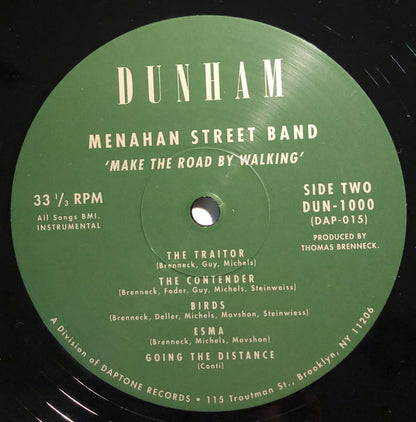 DUNHAM
MENAHAN STREET BAND
'MAKE THE ROAD BY WALKING'
33 1/3 RPM
All Songs BMI.
INSTRUMENTAL
SIDE TWO
DUN-1000
(DAP-015)
PRODUCED BY
THOMAS BRENNECK.
THE TRAITOR
(Brenneck, Guy, Michels)
THE CONTENDER
(Brenneck, Foder, Guy, Michels, Steinweiss)
BIRDS
(Brenneck, Deller, Michels, Movshon, Steinwiess)
ESMA
(Brenneck, Michels, Movshon)
GOING THE DISTANCE
(Conti)
A Division of DAPTONE RECORDS • 115 Troutman St., Brooklyn, NY 11206